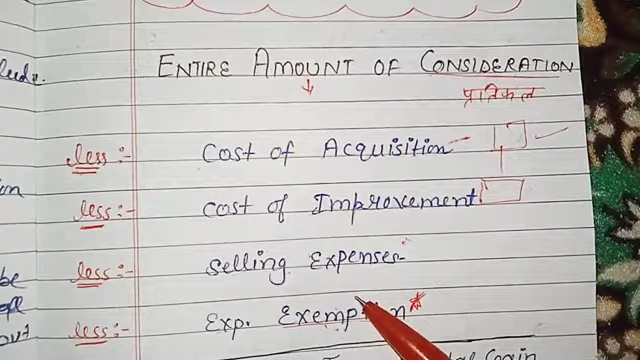 ENTIRE AMOUNT OF CONSIDERATION
प्रतिफल
less:- Cost of Acquisition
less:- Cost of Improvement
less:- Selling Expenses
less:- Exp. Exemption